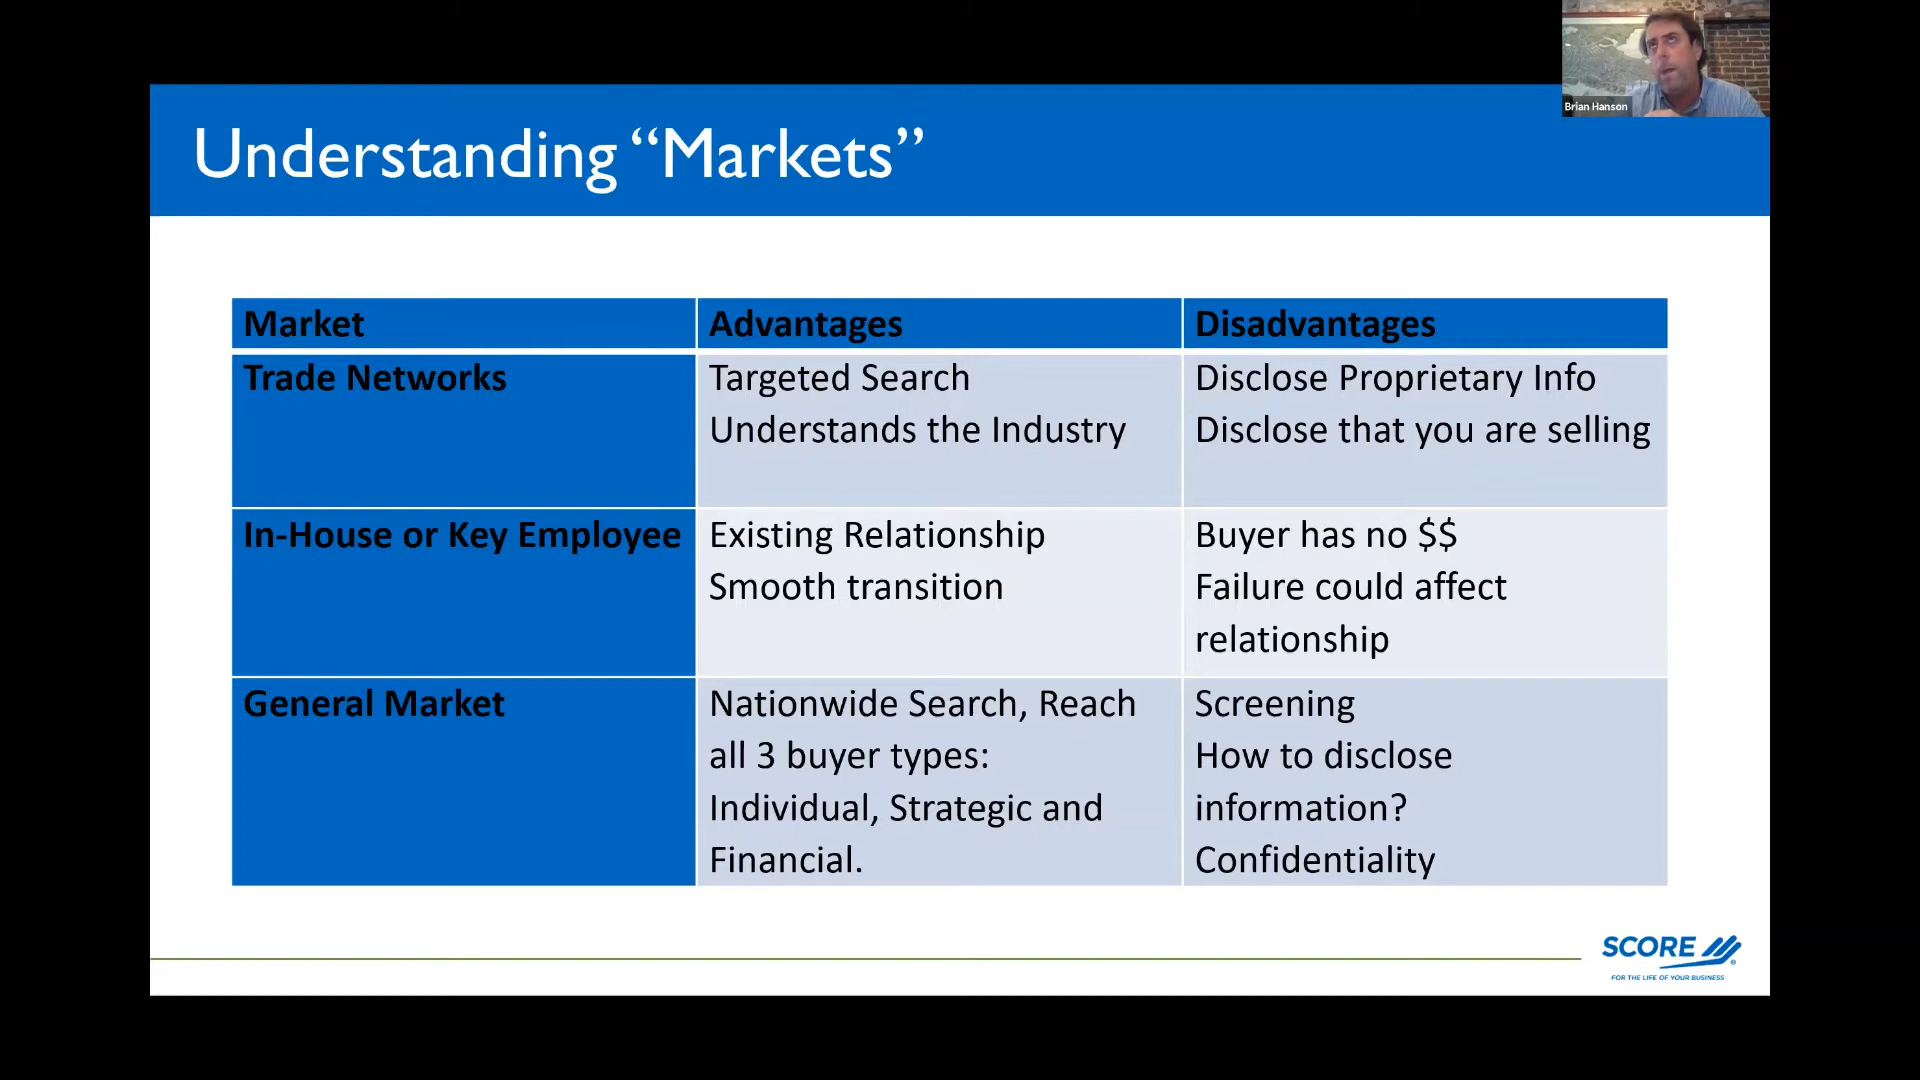 Brian Hanson
Understanding “Markets”
Market
Advantages
Disadvantages
Trade Networks
Targeted Search
Understands the Industry
Disclose Proprietary Info
Disclose that you are selling
In-House or Key Employee
Existing Relationship
Smooth transition
Buyer has no $$
Failure could affect
relationship
General Market
Nationwide Search, Reach
all 3 buyer types:
Individual, Strategic and
Financial.
Screening
How to disclose
information?
Confidentiality
SCORE
®
FOR THE LIFE OF YOUR BUSINESS